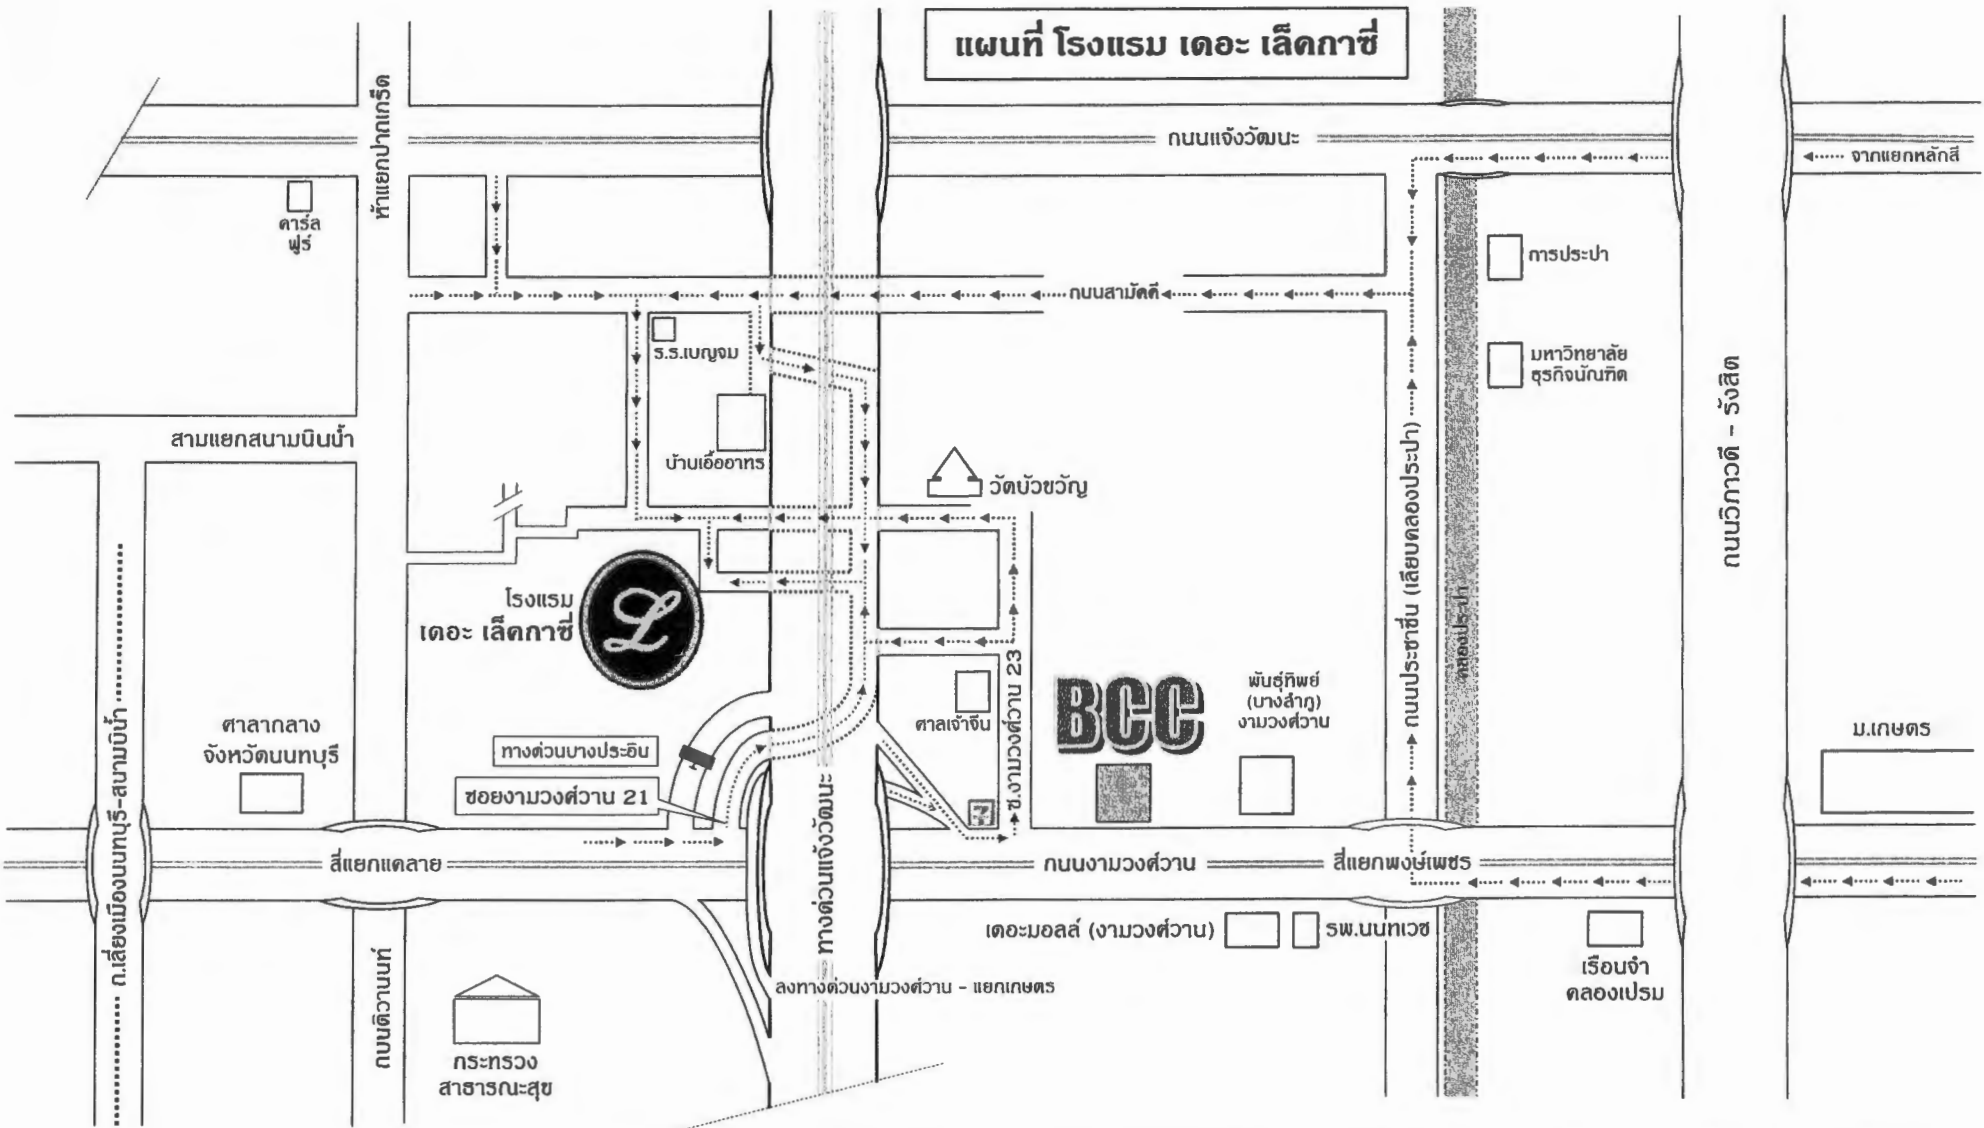 แผนที่ โรงแรม เดอะ เล็คกาซี่
ห้าแยกปากเกร็ด
ถนนแจ้งวัฒนะ
จากแยกหลักสี่
คาร์ล
ฟูร์
การประปา
ถนนสามัคคี
ร.ร.เบญจม
มหาวิทยาลัย
ธุรกิจบัณฑิต
สามแยกสนามบินน้ำ
บ้านเอื้ออาทร
วัดบัวขวัญ
ถนนประชาชื่น (เลียบคลองประปา)
คลองประปา
ถนนวิภาวดี - รังสิต
โรงแรม
เดอะ เล็คกาซี่
L
ถ.เลี่ยงเมืองนนทบุรี-สนามบินน้ำ
ศาลากลาง
จังหวัดนนทบุรี
ทางด่วนบางประอิน
ซอยงามวงศ์วาน 21
ศาลเจ้าจีน
ซ.งามวงศ์วาน 23
7
BCC
พันธุ์ทิพย์
(บางลำภู)
งามวงศ์วาน
ม.เกษตร
สี่แยกแคลาย
ทางด่วนแจ้งวัฒนะ
ถนนงามวงศ์วาน
สี่แยกพงษ์เพชร
เดอะมอลล์ (งามวงศ์วาน)
รพ.นนทเวช
เรือนจำ
คลองเปรม
ลงทางด่วนงามวงศ์วาน - แยกเกษตร
ถนนติวานนท์
กระทรวง
สาธารณะสุข